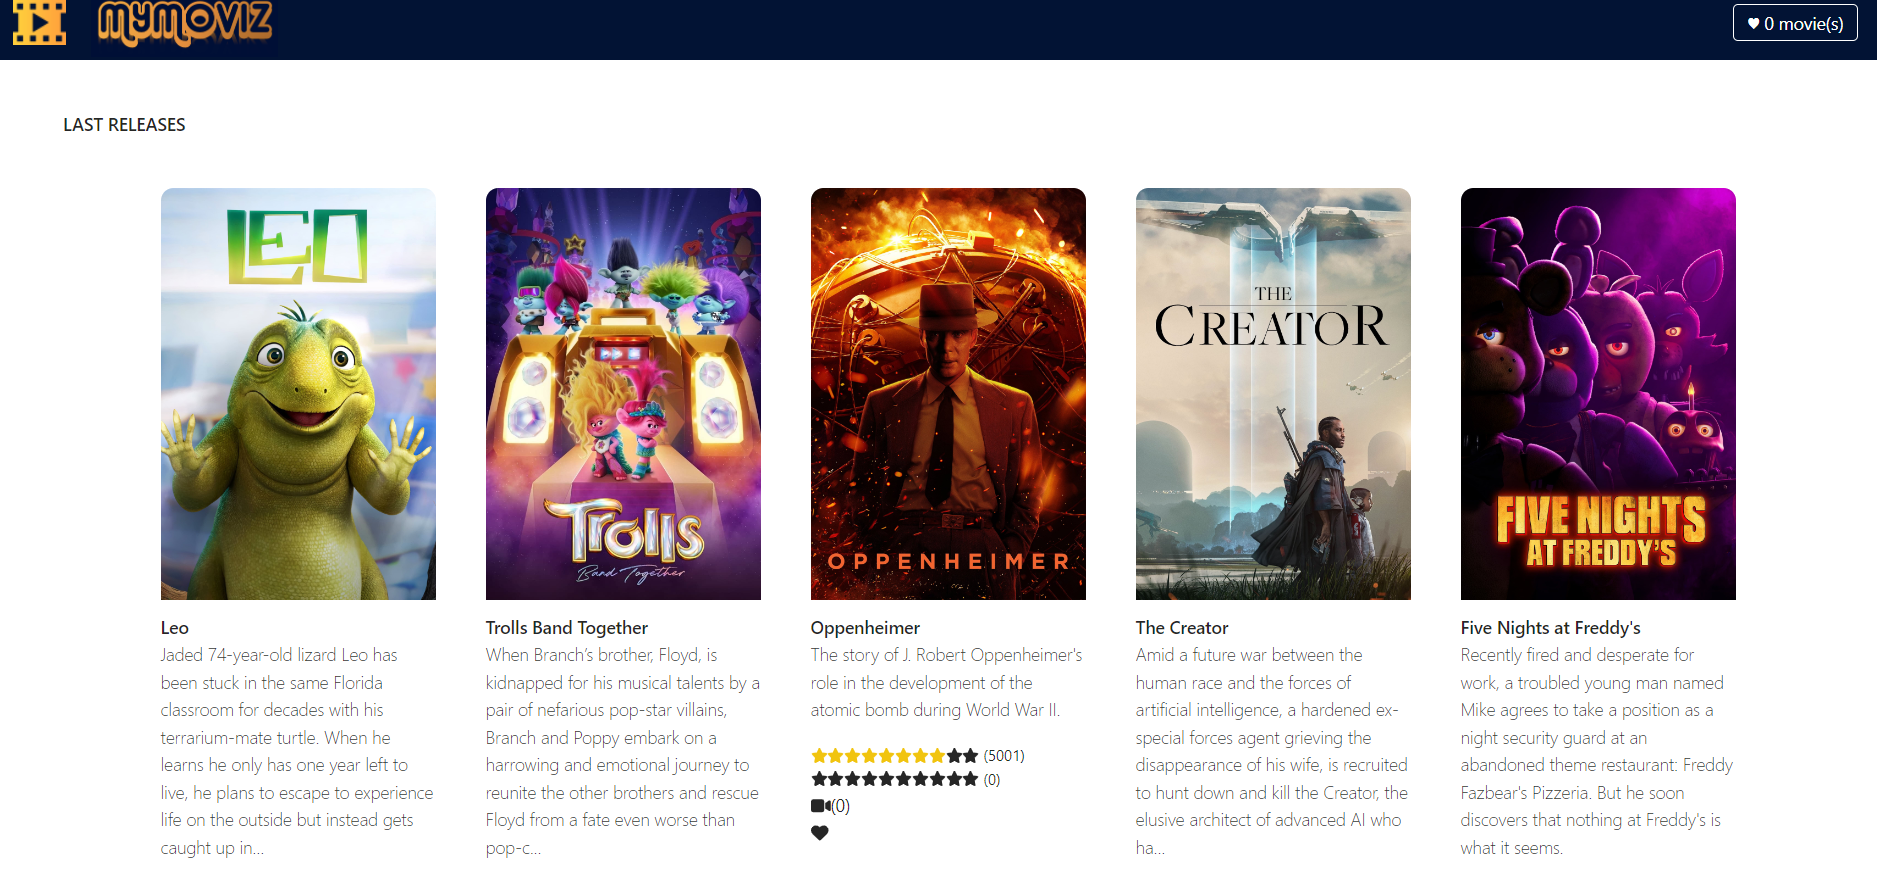 MYMOVIZ
0 movie(s)
LAST RELEASES
LEO
Trolls
Band Together
OPPENHEIMER
THE
CREATOR
FIVE NIGHTS
AT FREDDY'S
Leo
Jaded 74-year-old lizard Leo has
been stuck in the same Florida
classroom for decades with his
terrarium-mate turtle. When he
learns he only has one year left to
live, he plans to escape to experience
life on the outside but instead gets
caught up in...
Trolls Band Together
When Branch’s brother, Floyd, is
kidnapped for his musical talents by a
pair of nefarious pop-star villains,
Branch and Poppy embark on a
harrowing and emotional journey to
reunite the other brothers and rescue
Floyd from a fate even worse than
pop-c...
Oppenheimer
The story of J. Robert Oppenheimer's
role in the development of the
atomic bomb during World War II.
(5001)
(0)
(0)
The Creator
Amid a future war between the
human race and the forces of
artificial intelligence, a hardened ex-
special forces agent grieving the
disappearance of his wife, is recruited
to hunt down and kill the Creator, the
elusive architect of advanced AI who
ha...
Five Nights at Freddy's
Recently fired and desperate for
work, a troubled young man named
Mike agrees to take a position as a
night security guard at an
abandoned theme restaurant: Freddy
Fazbear's Pizzeria. But he soon
discovers that nothing at Freddy's is
what it seems.